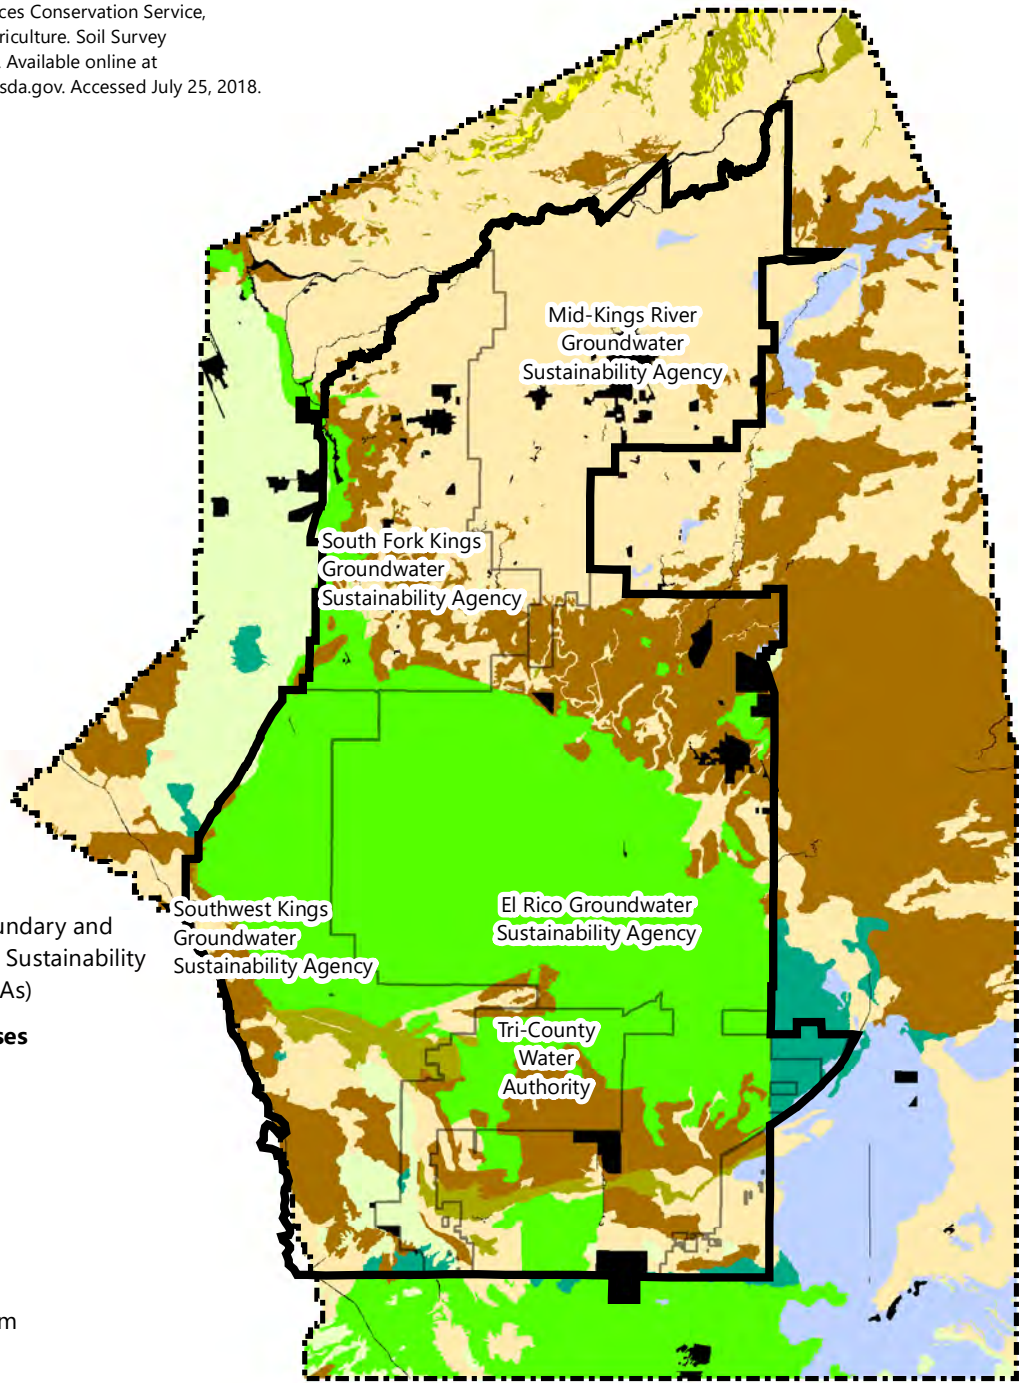 ces Conservation Service,
riculture. Soil Survey
. Available online at
sda.gov. Accessed July 25, 2018.
Mid-Kings River
Groundwater
Sustainability Agency
South Fork Kings
Groundwater
Sustainability Agency
Southwest Kings
Groundwater
Sustainability Agency
El Rico Groundwater
Sustainability Agency
Tri-County
Water
Authority
undary and
Sustainability
As)
ses
m